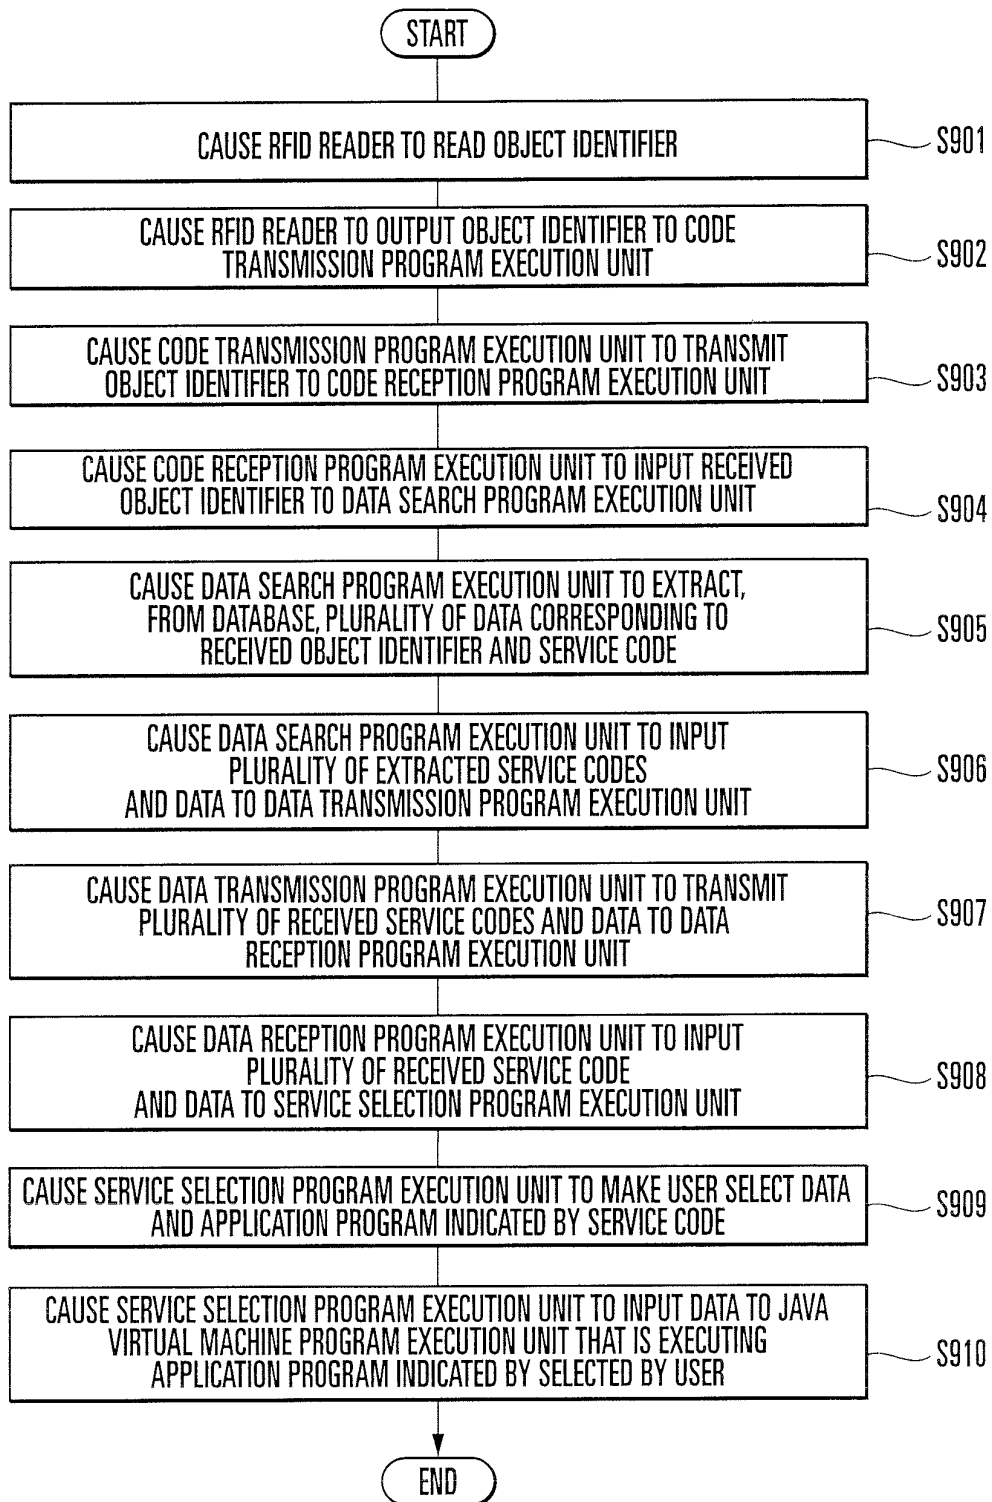 START
CAUSE RFID READER TO READ OBJECT IDENTIFIER
S901
CAUSE RFID READER TO OUTPUT OBJECT IDENTIFIER TO CODE
TRANSMISSION PROGRAM EXECUTION UNIT
S902
CAUSE CODE TRANSMISSION PROGRAM EXECUTION UNIT TO TRANSMIT
OBJECT IDENTIFIER TO CODE RECEPTION PROGRAM EXECUTION UNIT
S903
CAUSE CODE RECEPTION PROGRAM EXECUTION UNIT TO INPUT RECEIVED
OBJECT IDENTIFIER TO DATA SEARCH PROGRAM EXECUTION UNIT
S904
CAUSE DATA SEARCH PROGRAM EXECUTION UNIT TO EXTRACT,
FROM DATABASE, PLURALITY OF DATA CORRESPONDING TO
RECEIVED OBJECT IDENTIFIER AND SERVICE CODE
S905
CAUSE DATA SEARCH PROGRAM EXECUTION UNIT TO INPUT
PLURALITY OF EXTRACTED SERVICE CODES
AND DATA TO DATA TRANSMISSION PROGRAM EXECUTION UNIT
S906
CAUSE DATA TRANSMISSION PROGRAM EXECUTION UNIT TO TRANSMIT
PLURALITY OF RECEIVED SERVICE CODES AND DATA TO DATA
RECEPTION PROGRAM EXECUTION UNIT
S907
CAUSE DATA RECEPTION PROGRAM EXECUTION UNIT TO INPUT
PLURALITY OF RECEIVED SERVICE CODE
AND DATA TO SERVICE SELECTION PROGRAM EXECUTION UNIT
S908
CAUSE SERVICE SELECTION PROGRAM EXECUTION UNIT TO MAKE USER SELECT DATA
AND APPLICATION PROGRAM INDICATED BY SERVICE CODE
S909
CAUSE SERVICE SELECTION PROGRAM EXECUTION UNIT TO INPUT DATA TO JAVA
VIRTUAL MACHINE PROGRAM EXECUTION UNIT THAT IS EXECUTING
APPLICATION PROGRAM INDICATED BY SELECTED BY USER
S910
END